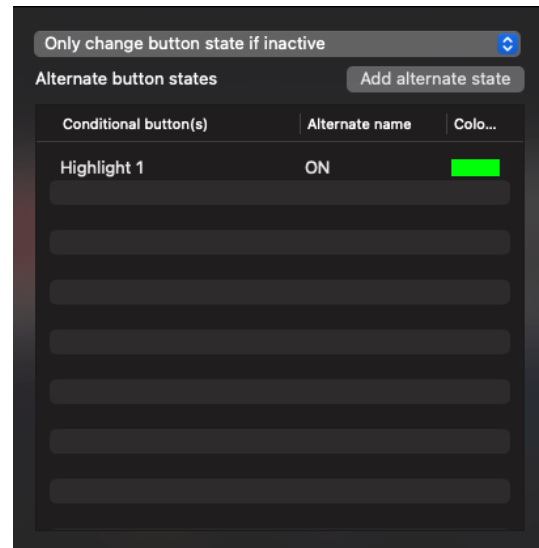 Only change button state if inactive
Alternate button states Add alternate state
Conditional button(s) Alternate name Colo...
Highlight 1 ON